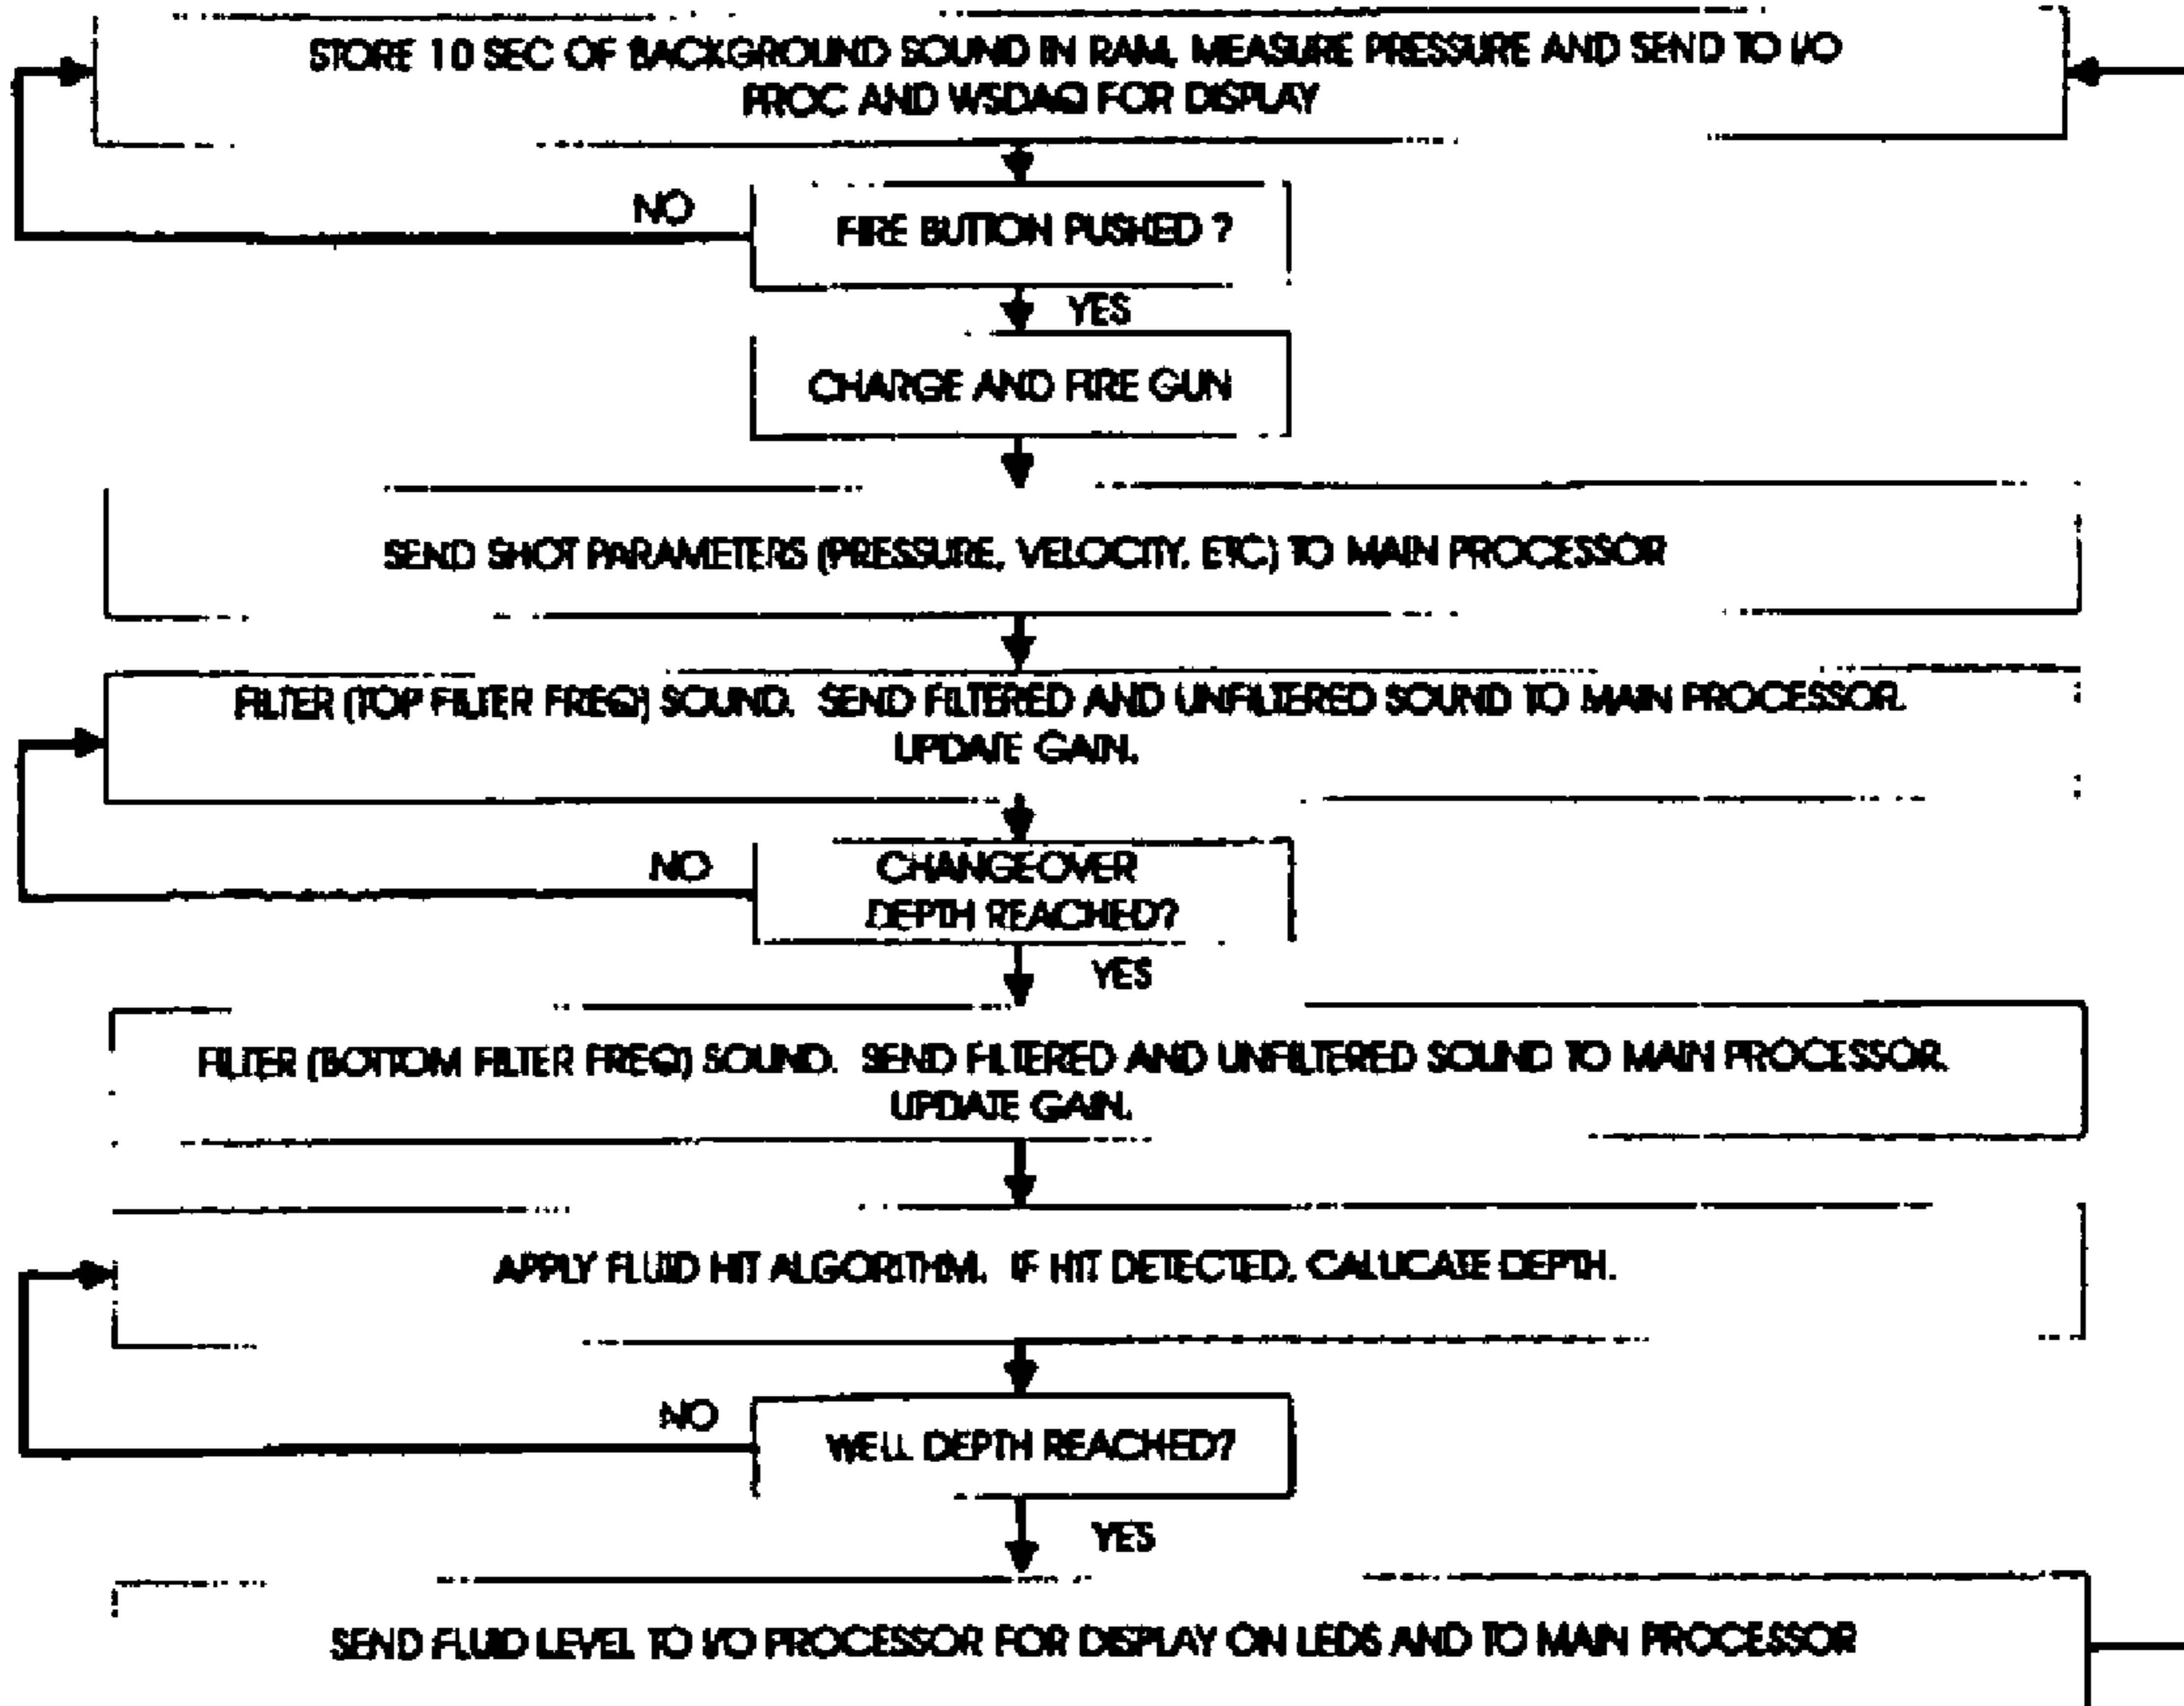 STORE 10 SEC OF BACKGROUND SOUND IN RAM. MEASURE PRESSURE AND SEND TO I/O
PROC AND WSDAQ FOR DISPLAY
NO
FIRE BUTTON PUSHED ?
YES
CHARGE AND FIRE GUN
SEND SHOT PARAMETERS (PRESSURE, VELOCITY, ETC) TO MAIN PROCESSOR
FILTER (TOP FILTER FREQ) SOUND. SEND FILTERED AND UNFILTERED SOUND TO MAIN PROCESSOR.
UPDATE GAIN.
NO
CHANGEOVER
DEPTH REACHED?
YES
FILTER (BOTTOM FILTER FREQ) SOUND. SEND FILTERED AND UNFILTERED SOUND TO MAIN PROCESSOR.
UPDATE GAIN.
APPLY FLUID HIT ALGORITHM. IF HIT DETECTED, CALUCATE DEPTH.
NO
WELL DEPTH REACHED?
YES
SEND FLUID LEVEL TO I/O PROCESSOR FOR DISPLAY ON LEDS AND TO MAIN PROCESSOR